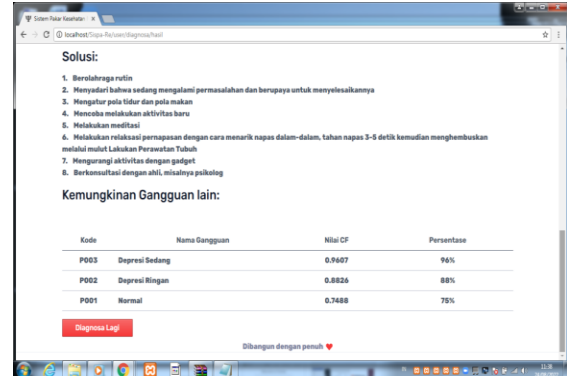 Sistem Pakar Kesehatan
localhost/Sispa-Re/user/diagnosa/hasil
Solusi:
1. Berolahraga rutin
2. Menyadari bahwa sedang mengalami permasalahan dan berupaya untuk menyelesaikannya
3. Mengatur pola tidur dan pola makan
4. Mencoba melakukan aktivitas baru
5. Melakukan meditasi
6. Melakukan relaksasi pernapasan dengan cara menarik napas dalam-dalam, tahan napas 3-5 detik kemudian menghembuskan
melalui mulut Lakukan Perawatan Tubuh
7. Mengurangi aktivitas dengan gadget
8. Berkonsultasi dengan ahli, misalnya psikolog
Kemungkinan Gangguan lain:
Kode Nama Gangguan Nilai CF Persentase
P003 Depresi Sedang 0.9607 96%
P002 Depresi Ringan 0.8826 88%
P001 Normal 0.7488 75%
Diagnosa Lagi
Dibangun dengan penuh
11:38